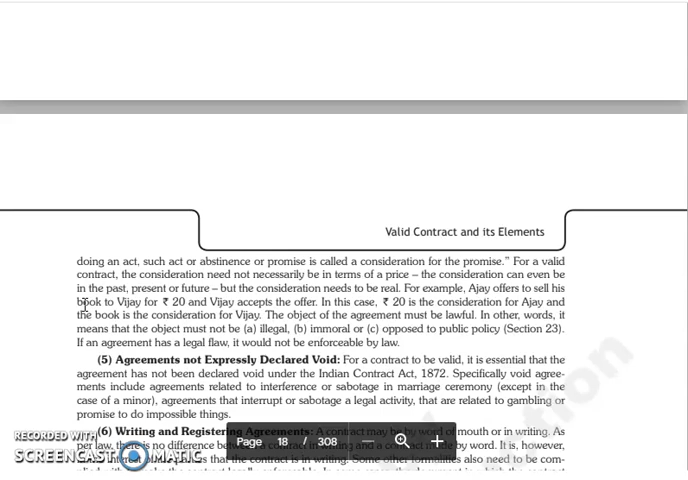 Valid Contract and its Elements
doing an act, such act or abstinence or promise is called a consideration for the promise." For a valid
contract, the consideration need not necessarily be in terms of a price – the consideration can even be
in the past, present or future – but the consideration needs to be real. For example, Ajay offers to sell his
book to Vijay for ₹ 20 and Vijay accepts the offer. In this case, ₹ 20 is the consideration for Ajay and
the book is the consideration for Vijay. The object of the agreement must be lawful. In other, words, it
means that the object must not be (a) illegal, (b) immoral or (c) opposed to public policy (Section 23).
If an agreement has a legal flaw, it would not be enforceable by law.
(5) Agreements not Expressly Declared Void: For a contract to be valid, it is essential that the
agreement has not been declared void under the Indian Contract Act, 1872. Specifically void agree-
ments include agreements related to interference or sabotage in marriage ceremony (except in the
case of a minor), agreements that interrupt or sabotage a legal activity, that are related to gambling or
promise to do impossible things.
(6) Writing and Registering Agreements: A contract may be by word of mouth or in writing. As
per law, there is no difference between a contract in writing and a contract made by word. It is, however,
that the contract is in writing. Some other formalities also need to be com-
Page 18 / 308
RECORDED WITH
SCREENCAST MATIC